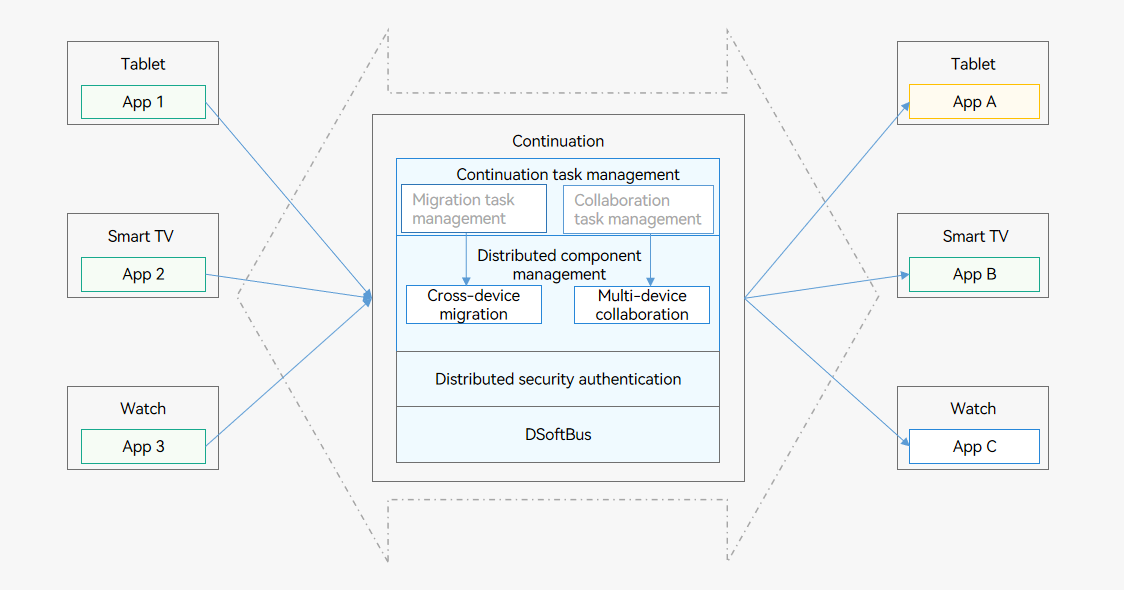 Tablet
App 1
Smart TV
App 2
Watch
App 3
Continuation
Continuation task management
Migration task
management
Collaboration
task management
Distributed component
management
Cross-device
migration
Multi-device
collaboration
Distributed security authentication
DSoftBus
Tablet
App A
Smart TV
App B
Watch
App C